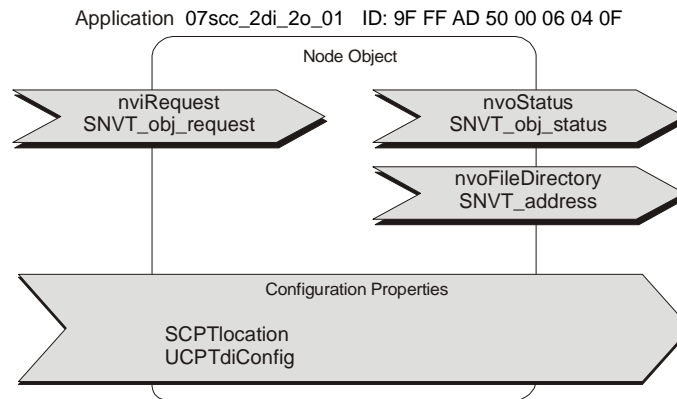 Application 07scc_2di_2o_01 ID: 9F FF AD 50 00 06 04 0F
Node Object
nviRequest
SNVT_obj_request
nvoStatus
SNVT_obj_status
nvoFileDirectory
SNVT_address
Configuration Properties
SCPTlocation
UCPTdiConfig